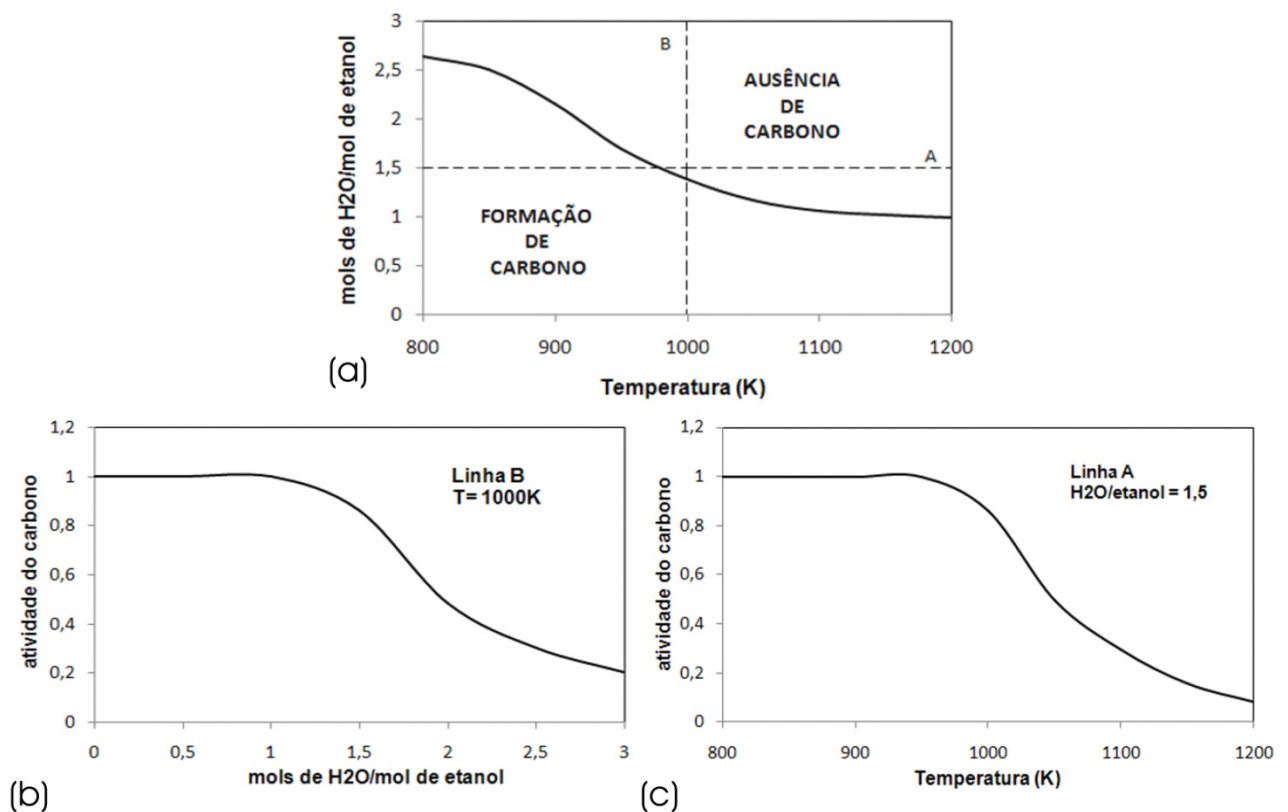 3
2,5
2
1,5
1
0,5
0
mols de H2O/mol de etanol
B
AUSÊNCIA
DE
CARBONO
A
FORMAÇÃO
DE
CARBONO
800
900
1000
1100
1200
Temperatura (K)
(a)
1,2
1
0,8
0,6
0,4
0,2
0
atividade do carbono
Linha B
T= 1000K
0
0,5
1
1,5
2
2,5
3
mols de H2O/mol de etanol
(b)
1,2
1
0,8
0,6
0,4
0,2
0
atividade do carbono
Linha A
H2O/etanol = 1,5
800
900
1000
1100
1200
Temperatura (K)
(c)